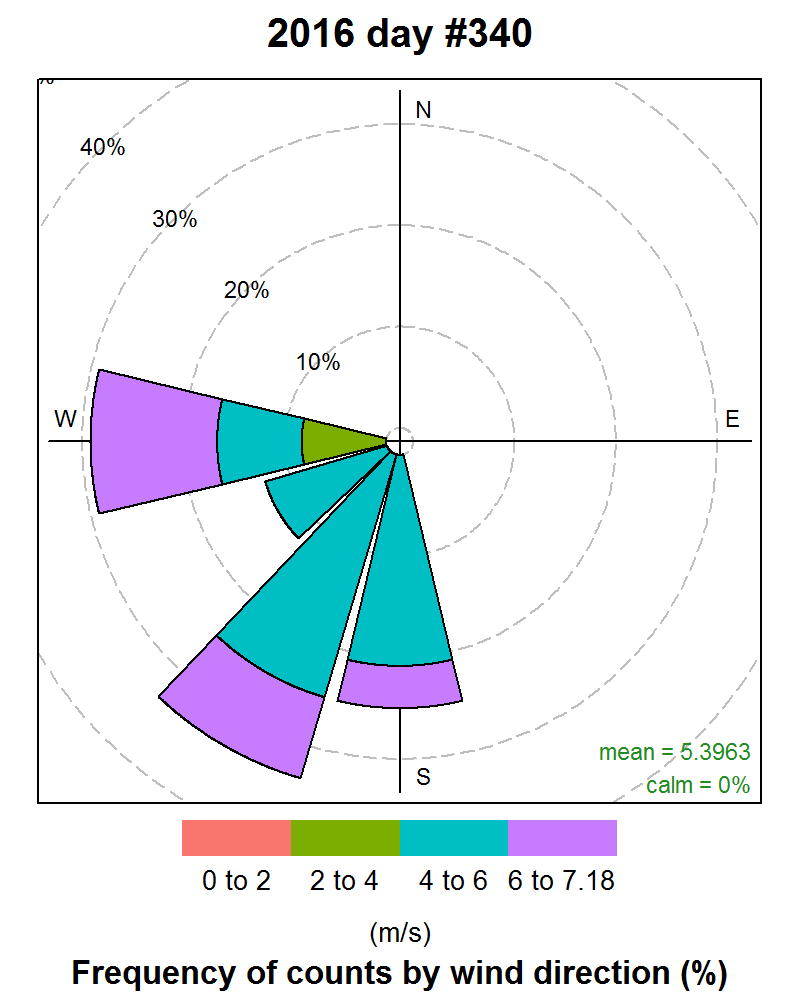 2016 day #340
N
40%
30%
20%
10%
W
E
S
mean = 5.3963
calm = 0%
0 to 2 2 to 4 4 to 6 6 to 7.18
(m/s)
Frequency of counts by wind direction (%)